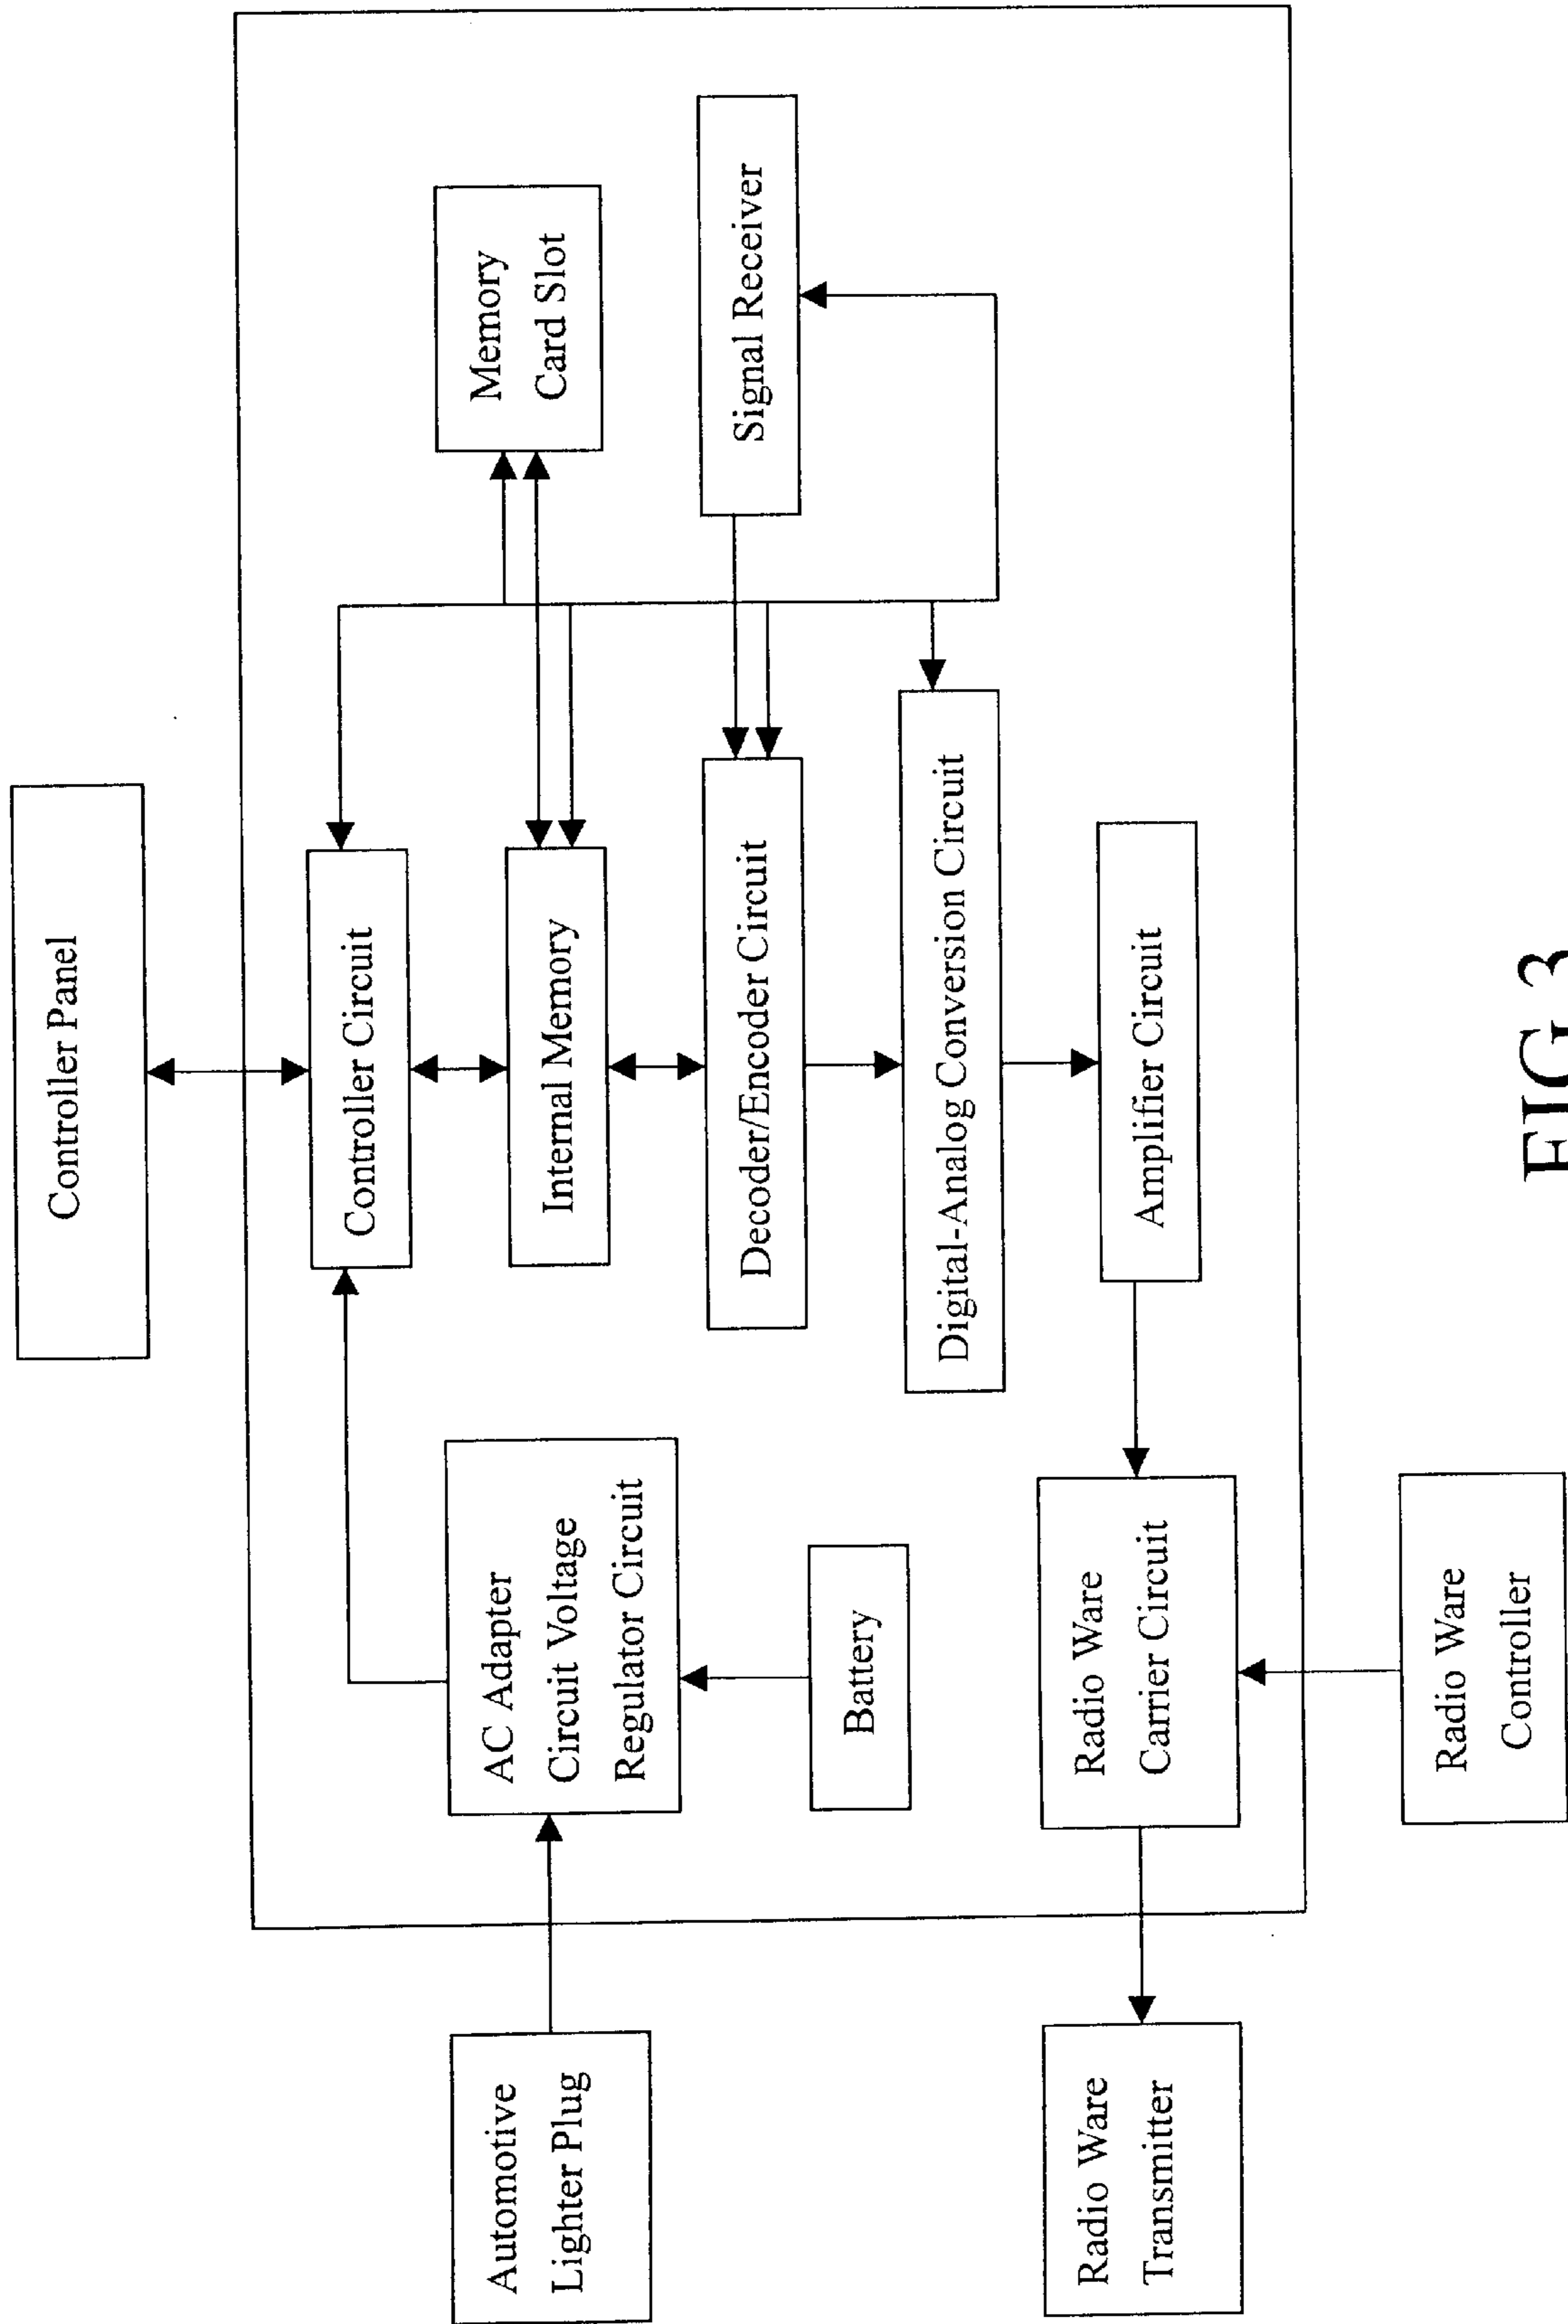 Controller Panel
Controller Circuit
Internal Memory
Memory
Card Slot
Automotive
Lighter Plug
AC Adapter
Circuit Voltage
Regulator Circuit
Decoder/Encoder Circuit
Signal Receiver
Battery
Digital-Analog Conversion Circuit
Radio Ware
Transmitter
Radio Ware
Carrier Circuit
Amplifier Circuit
Radio Ware
Controller
FIG 3